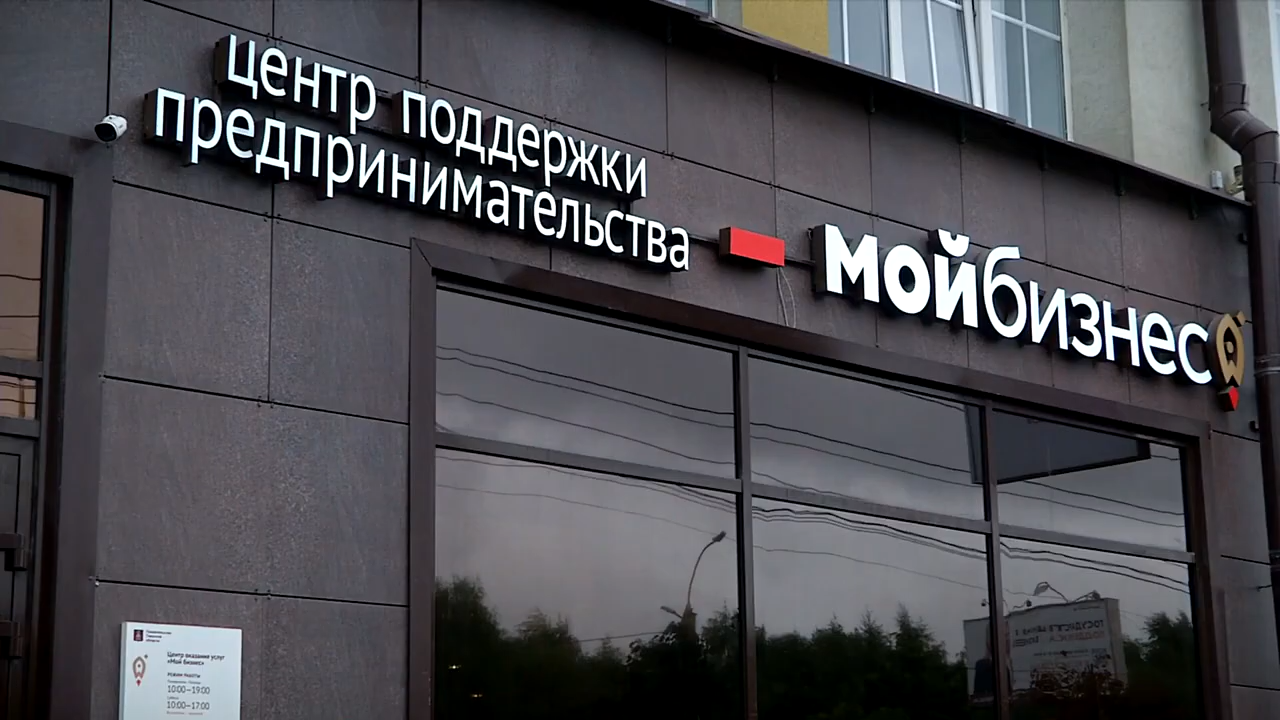 центр поддержки
предпринимательства
мойбизнес
Центр оказания услуг
«Мой бизнес»
РЕЖИМ РАБОТЫ
10:00–19:00
10:00–17:00